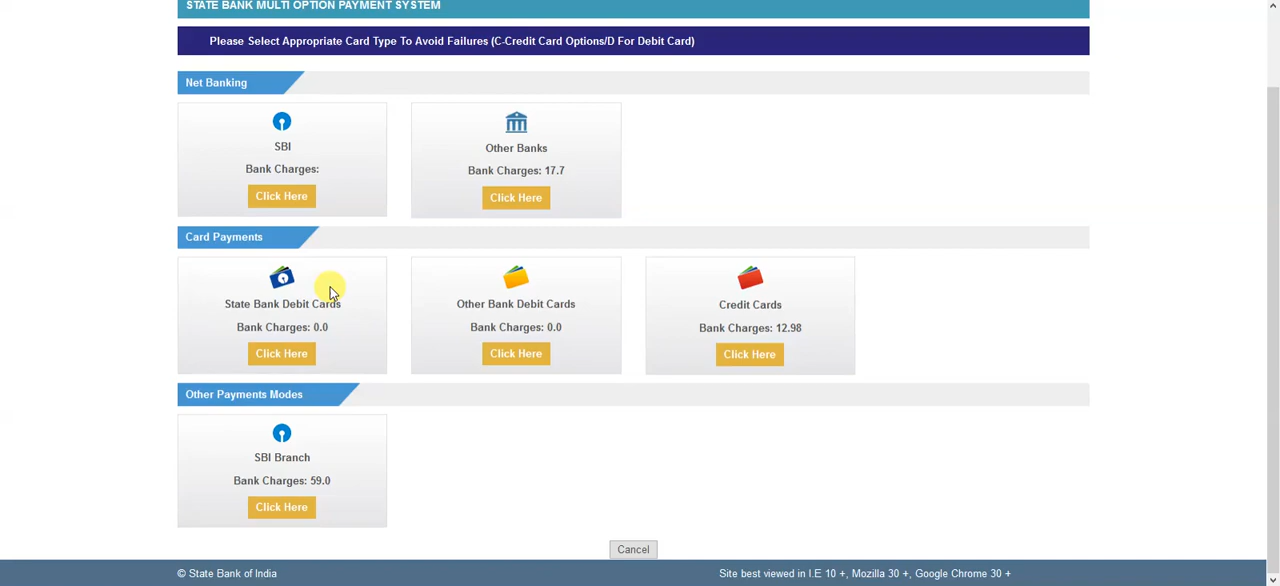 STATE BANK MULTI OPTION PAYMENT SYSTEM
Please Select Appropriate Card Type To Avoid Failures (C-Credit Card Options/D For Debit Card)
Net Banking
SBI
Bank Charges:
Click Here
Other Banks
Bank Charges: 17.7
Click Here
Card Payments
State Bank Debit Cards
Bank Charges: 0.0
Click Here
Other Bank Debit Cards
Bank Charges: 0.0
Click Here
Credit Cards
Bank Charges: 12.98
Click Here
Other Payments Modes
SBI Branch
Bank Charges: 59.0
Click Here
Cancel
© State Bank of India
Site best viewed in I.E 10 +, Mozilla 30 +, Google Chrome 30 +